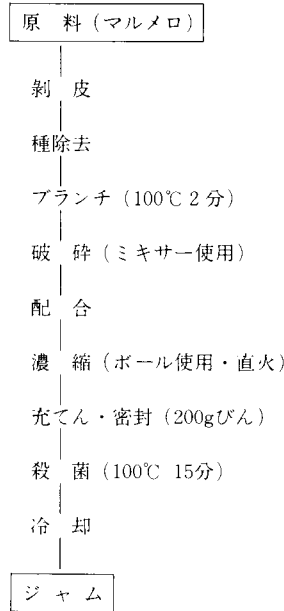 原料(マルメロ)
剝皮
種除去
ブランチ(100℃2分)
破砕(ミキサー使用)
配合
濃縮(ボール使用・直火)
充てん・密封(200gびん)
殺菌(100℃ 15分)
冷却
ジャム